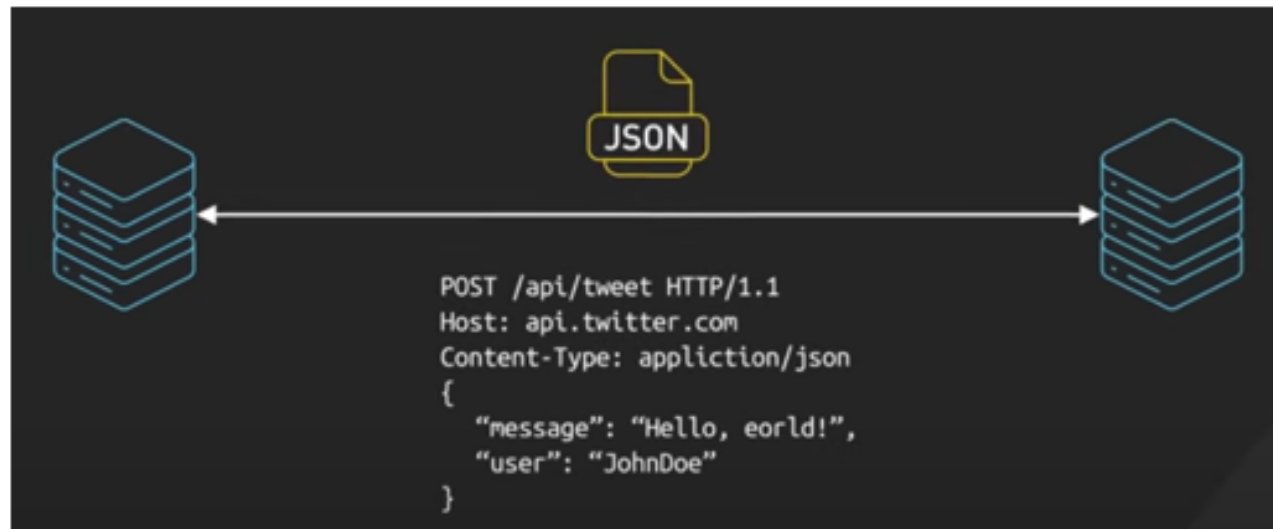 JSON
POST /api/tweet HTTP/1.1
Host: api.twitter.com
Content-Type: appliction/json
{
“message”: “Hello, eorld!”,
“user”: “JohnDoe”
}